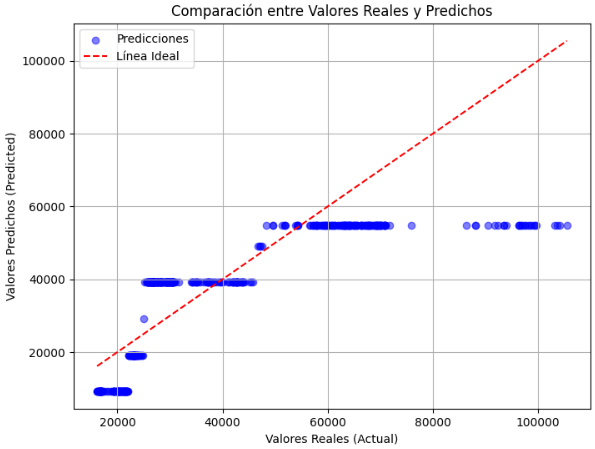 Comparación entre Valores Reales y Predichos
Predicciones
Línea Ideal
Valores Predichos (Predicted)
100000
80000
60000
40000
20000
20000
40000
60000
80000
100000
Valores Reales (Actual)